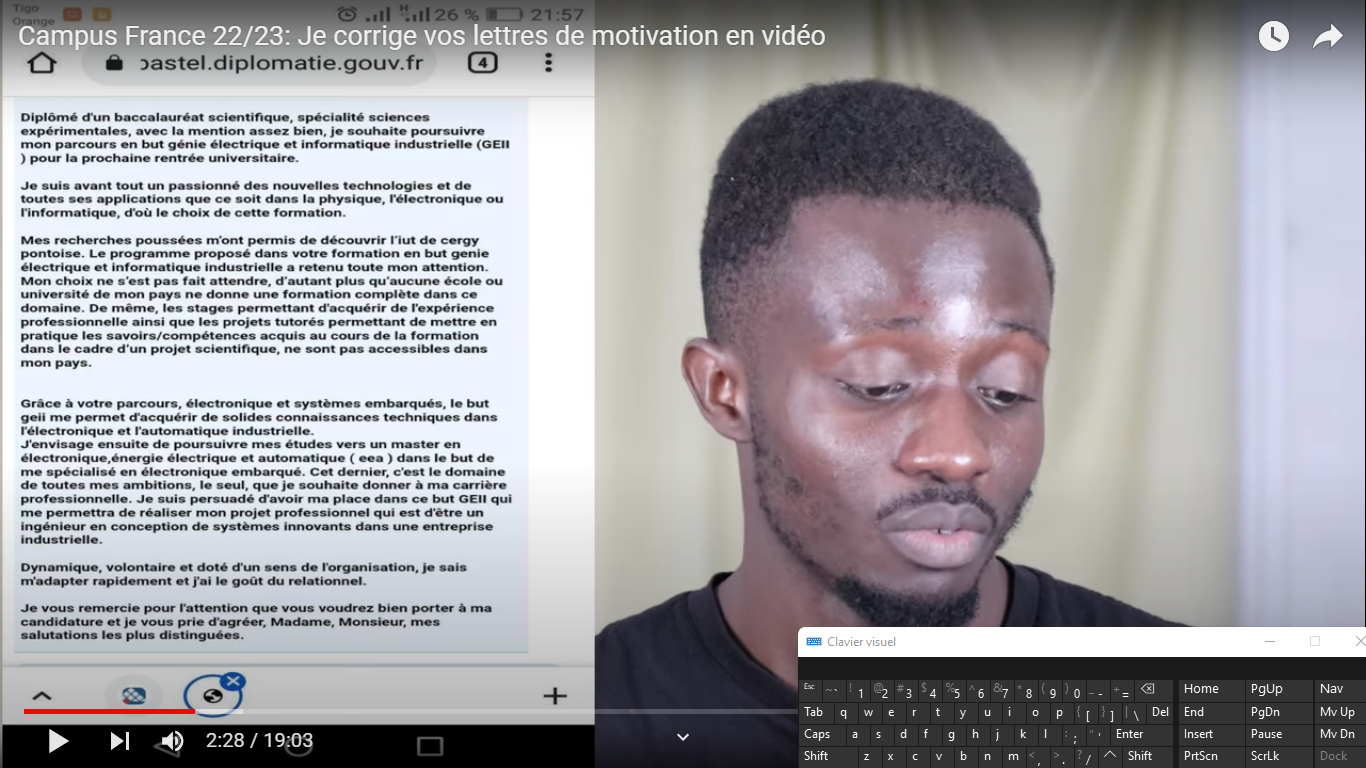 Tigo
Orange
26 %
21:57
Campus France 22/23: Je corrige vos lettres de motivation en vidéo
pastel.diplomatie.gouv.fr
4
Diplômé d'un baccalauréat scientifique, spécialité sciences
expérimentales, avec la mention assez bien, je souhaite poursuivre
mon parcours en but génie électrique et informatique industrielle (GEII
) pour la prochaine rentrée universitaire.
Je suis avant tout un passionné des nouvelles technologies et de
toutes ses applications que ce soit dans la physique, l'électronique ou
l'informatique, d'où le choix de cette formation.
Mes recherches poussées m'ont permis de découvrir l'iut de cergy
pontoise. Le programme proposé dans votre formation en but genie
électrique et informatique industrielle a retenu toute mon attention.
Mon choix ne s'est pas fait attendre, d'autant plus qu'aucune école ou
université de mon pays ne donne une formation complète dans ce
domaine. De même, les stages permettant d'acquérir de l'expérience
professionnelle ainsi que les projets tutorés permettant de mettre en
pratique les savoirs/compétences acquis au cours de la formation
dans le cadre d'un projet scientifique, ne sont pas accessibles dans
mon pays.
Grâce à votre parcours, électronique et systèmes embarqués, le but
geii me permet d'acquérir de solides connaissances techniques dans
l'électronique et l'automatique industrielle.
J'envisage ensuite de poursuivre mes études vers un master en
électronique,énergie électrique et automatique ( eea ) dans le but de
me spécialisé en électronique embarqué. Cet dernier, c'est le domaine
de toutes mes ambitions, le seul, que je souhaite donner à ma carrière
professionnelle. Je suis persuadé d'avoir ma place dans ce but GEII qui
me permettra de réaliser mon projet professionnel qui est d'être un
ingénieur en conception de systèmes innovants dans une entreprise
industrielle.
Dynamique, volontaire et doté d'un sens de l'organisation, je sais
m'adapter rapidement et j'ai le goût du relationnel.
Je vous remercie pour l'attention que vous voudrez bien porter à ma
candidature et je vous prie d'agréer, Madame, Monsieur, mes
salutations les plus distinguées.
2:28 / 19:03
Clavier visuel
Esc ~ ` ! 1 @ 2 # 3 $ 4 % 5 ^ 6 & 7 * 8 ( 9 ) 0 _ - + = Home PgUp Nav
Tab q w e r t y u i o p { [ } ] | \ Del End PgDn Mv Up
Caps a s d f g h j k l : ; " ' Enter Insert Pause Mv Dn
Shift z x c v b n m < , > . ? / Shift PrtScn ScrLk Dock